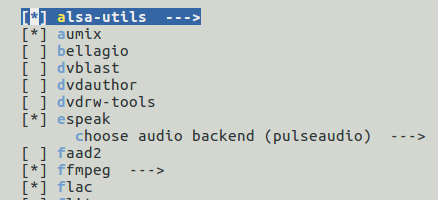 [*] alsa-utils --->
[*] aumix
[ ] bellagio
[ ] dvblast
[ ] dvdauthor
[ ] dvdrw-tools
[*] espeak
choose audio backend (pulseaudio) --->
[ ] faad2
[*] ffmpeg --->
[*] flac